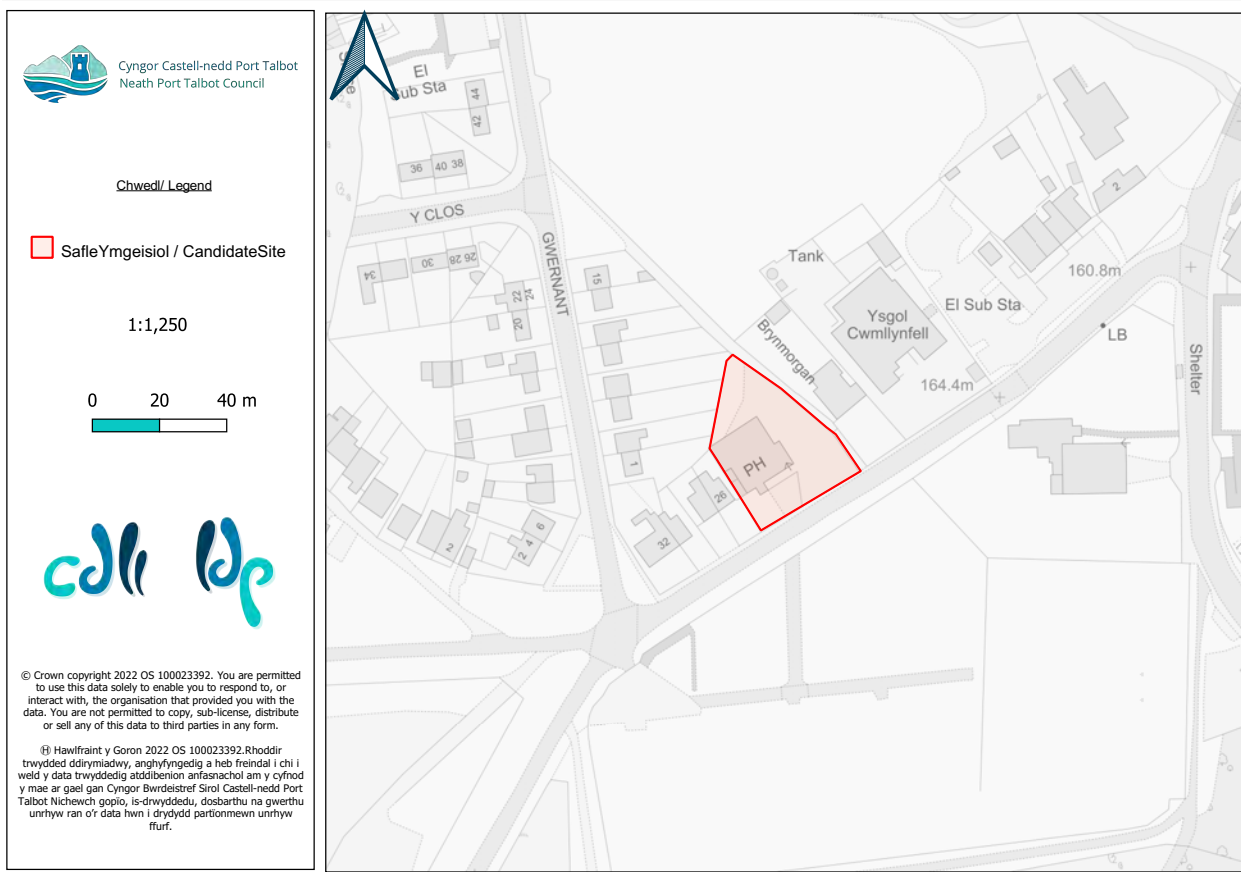 Cyngor Castell-nedd Port Talbot
Neath Port Talbot Council
Chwedl/ Legend
SafleYmgeisiol / CandidateSite
1:1,250
0 20 40 m
cdll ldp
© Crown copyright 2022 OS 100023392. You are permitted
to use this data solely to enable you to respond to, or
interact with, the organisation that provided you with the
data. You are not permitted to copy, sub-license, distribute
or sell any of this data to third parties in any form.
Ⓗ Hawlfraint y Goron 2022 OS 100023392.Rhoddir
trwydded ddirymiadwy, anghyfyngedig a heb freindal i chi i
weld y data trwyddedig atddibenion anfasnachol am y cyfnod
y mae ar gael gan Cyngor Bwrdeistref Sirol Castell-nedd Port
Talbot Nichewch gopïo, is-drwyddedu, dosbarthu na gwerthu
unrhyw ran o'r data hwn i drydydd partïonmewn unrhyw
ffurf.
El
Sub Sta
44
42
36
40 38
Y CLOS
GWERNANT
34
30
28 26
22
24
20
15
1
2
2 4 6
32
26
PH
Tank
Brynmorgan
Ysgol
Cwmllynfell
El Sub Sta
164.4m
160.8m
2
LB
Shelter